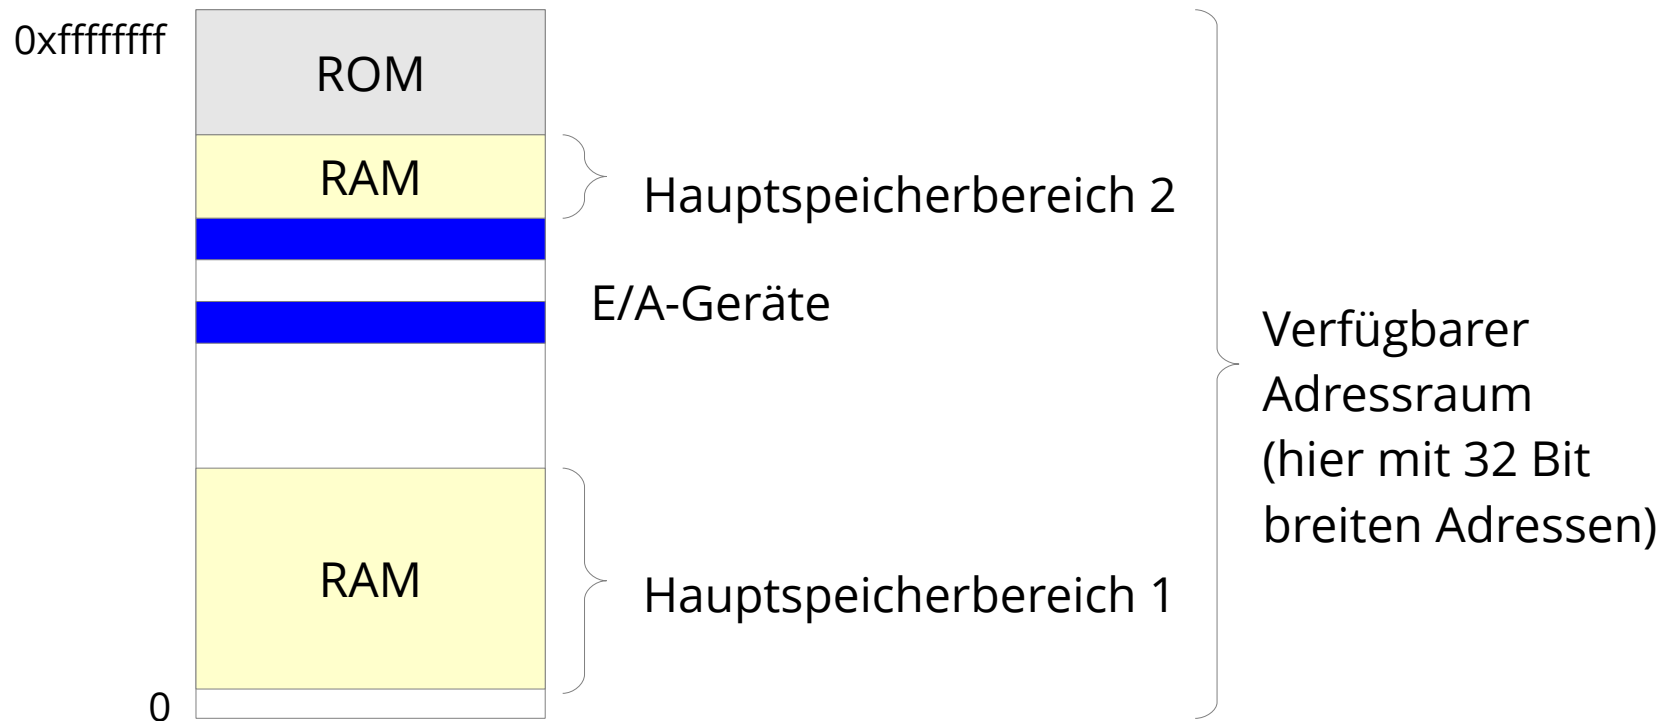 0xffffffff
ROM
RAM
Hauptspeicherbereich 2
E/A-Geräte
Verfügbarer
Adressraum
(hier mit 32 Bit
breiten Adressen)
RAM
Hauptspeicherbereich 1
0